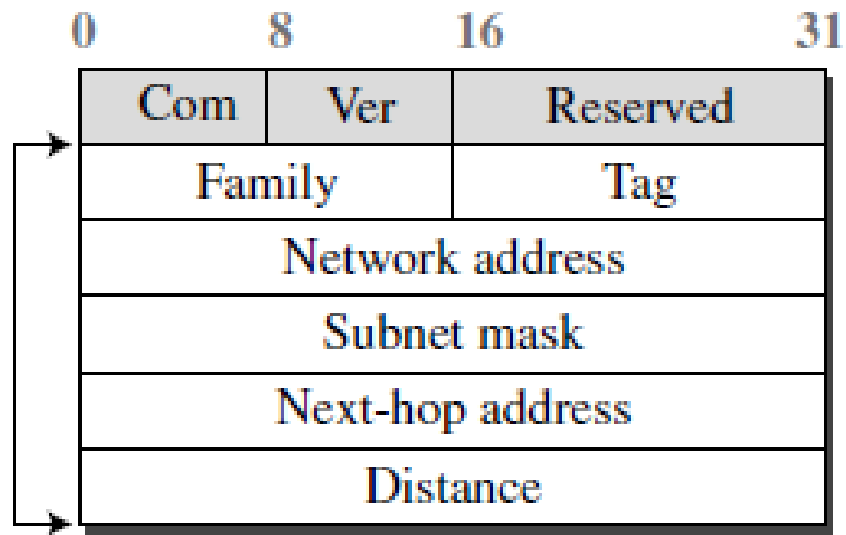 0 8 16 31
Com Ver Reserved
Family Tag
Network address
Subnet mask
Next-hop address
Distance